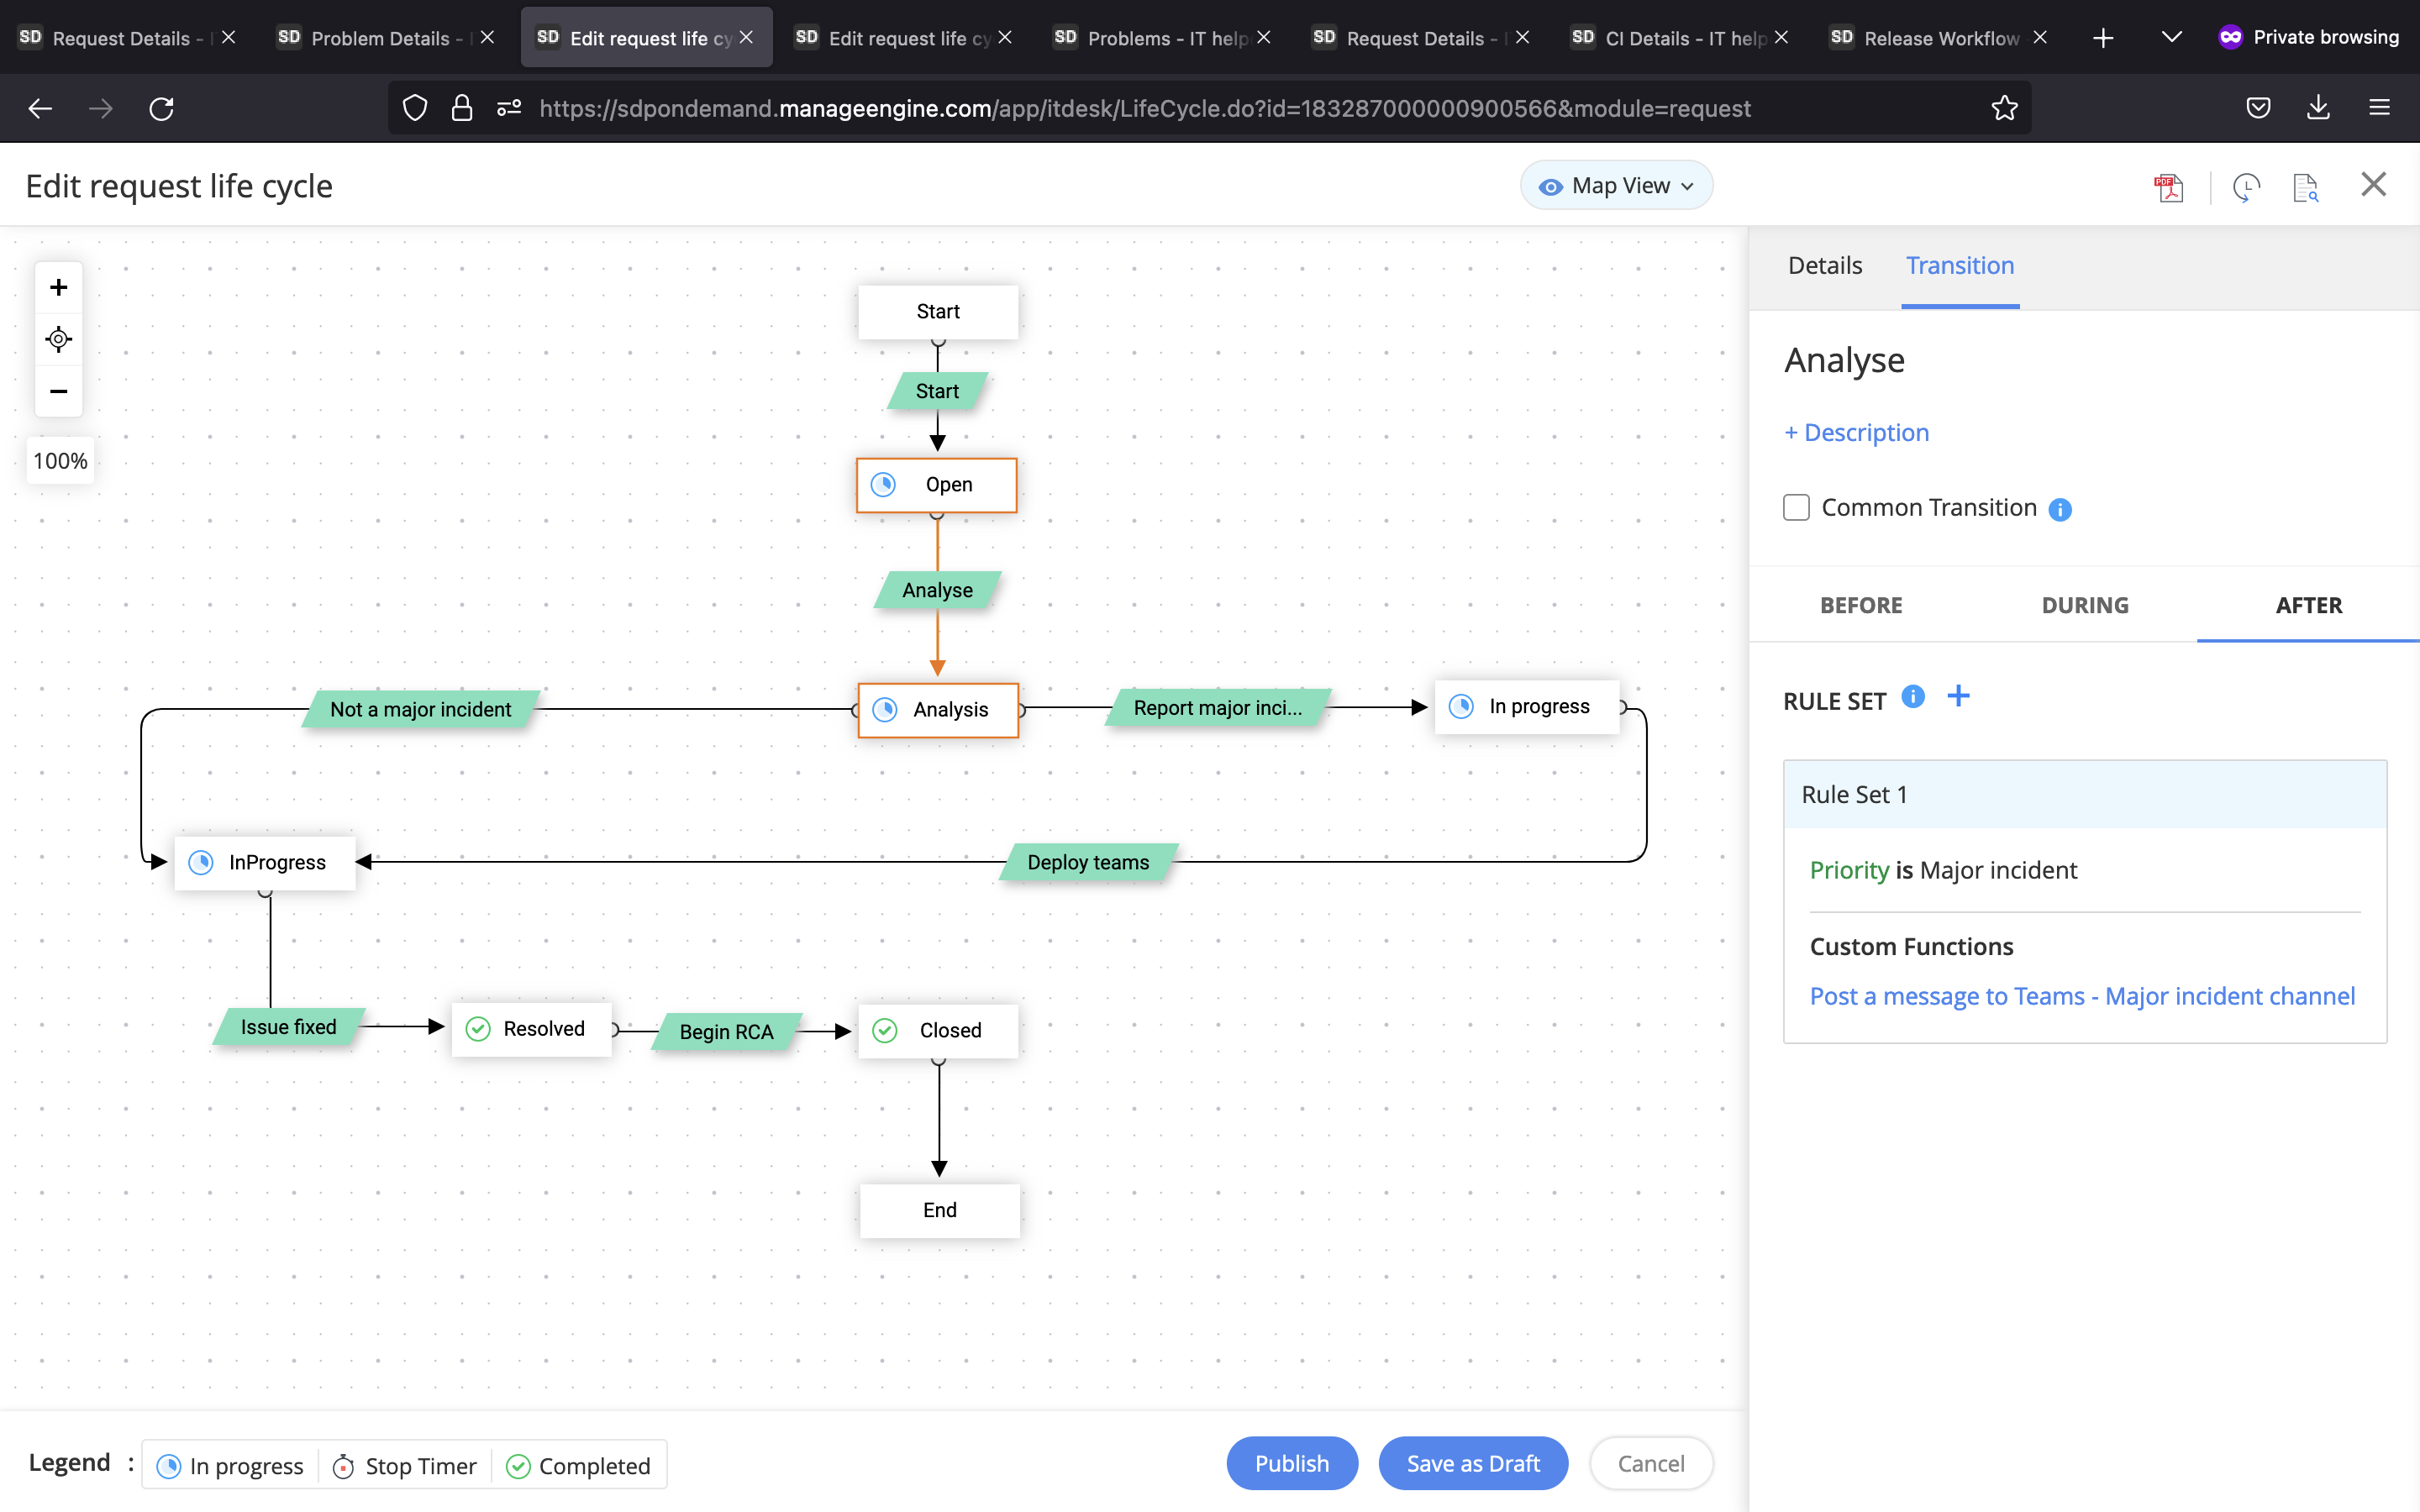 SD Request Details -
SD Problem Details -
SD Edit request life cy
SD Edit request life cy
SD Problems - IT help
SD Request Details -
SD CI Details - IT help
SD Release Workflow
Private browsing
https://sdpondemand.manageengine.com/app/itdesk/LifeCycle.do?id=183287000000900566&module=request
Edit request life cycle
Map View
PDF
+
−
100%
Start
Start
Open
Analyse
Not a major incident
Analysis
Report major inci...
In progress
InProgress
Deploy teams
Issue fixed
Resolved
Begin RCA
Closed
End
Details
Transition
Analyse
+ Description
Common Transition
BEFORE
DURING
AFTER
RULE SET
Rule Set 1
Priority is Major incident
Custom Functions
Post a message to Teams - Major incident channel
Legend : In progress Stop Timer Completed
Publish
Save as Draft
Cancel